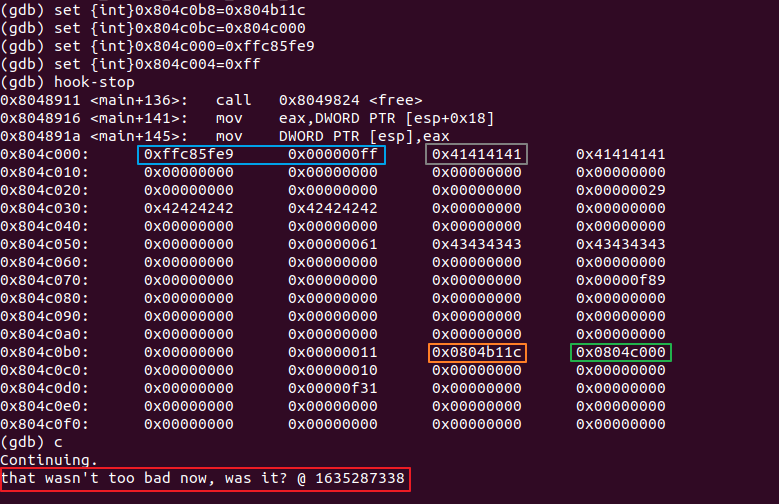 (gdb) set {int}0x804c0b8=0x804b11c
(gdb) set {int}0x804c0bc=0x804c000
(gdb) set {int}0x804c000=0xffc85fe9
(gdb) set {int}0x804c004=0xff
(gdb) hook-stop
0x8048911 <main+136>: call 0x8049824 <free>
0x8048916 <main+141>: mov eax,DWORD PTR [esp+0x18]
0x804891a <main+145>: mov DWORD PTR [esp],eax
0x804c000: 0xffc85fe9 0x000000ff 0x41414141 0x41414141
0x804c010: 0x00000000 0x00000000 0x00000000 0x00000000
0x804c020: 0x00000000 0x00000000 0x00000000 0x00000029
0x804c030: 0x42424242 0x42424242 0x00000000 0x00000000
0x804c040: 0x00000000 0x00000000 0x00000000 0x00000000
0x804c050: 0x00000000 0x00000061 0x43434343 0x43434343
0x804c060: 0x00000000 0x00000000 0x00000000 0x00000000
0x804c070: 0x00000000 0x00000000 0x00000000 0x00000f89
0x804c080: 0x00000000 0x00000000 0x00000000 0x00000000
0x804c090: 0x00000000 0x00000000 0x00000000 0x00000000
0x804c0a0: 0x00000000 0x00000000 0x00000000 0x00000000
0x804c0b0: 0x00000000 0x00000011 0x0804b11c 0x0804c000
0x804c0c0: 0x00000000 0x00000010 0x00000000 0x00000000
0x804c0d0: 0x00000000 0x00000f31 0x00000000 0x00000000
0x804c0e0: 0x00000000 0x00000000 0x00000000 0x00000000
0x804c0f0: 0x00000000 0x00000000 0x00000000 0x00000000
(gdb) c
Continuing.
that wasn't too bad now, was it? @ 1635287338